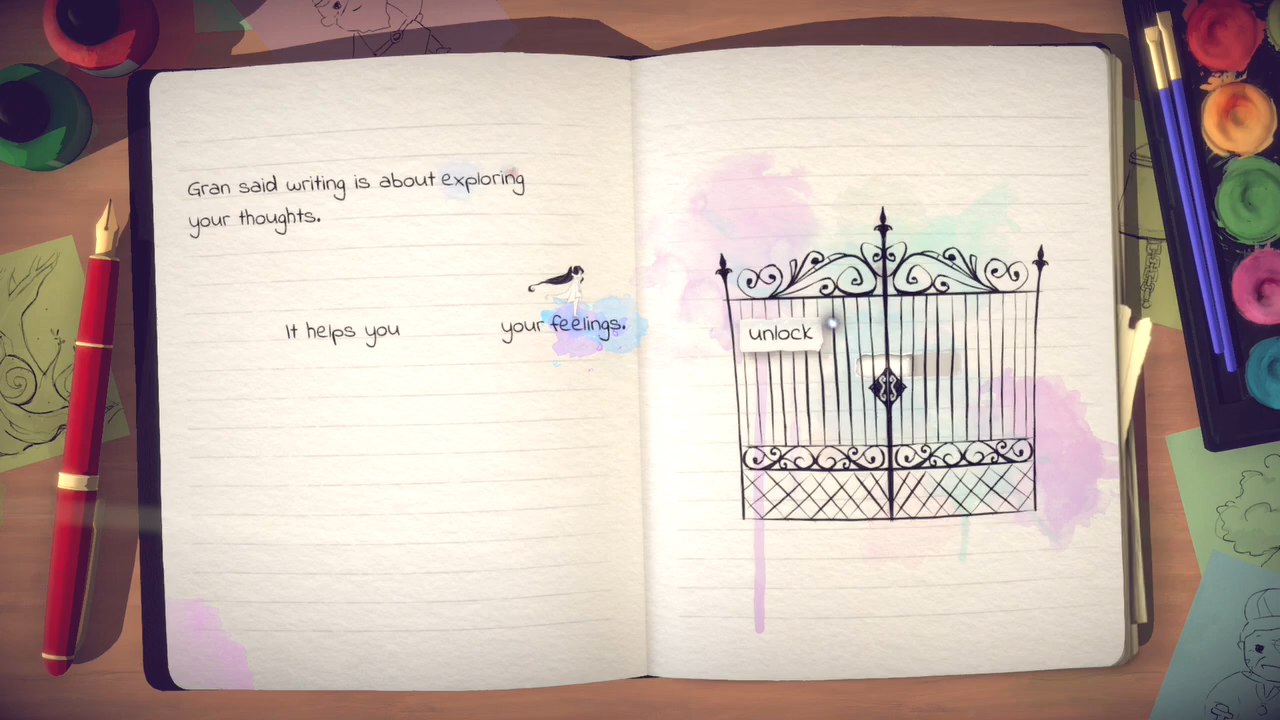 Gran said writing is about exploring
your thoughts.
It helps you your feelings.
unlock